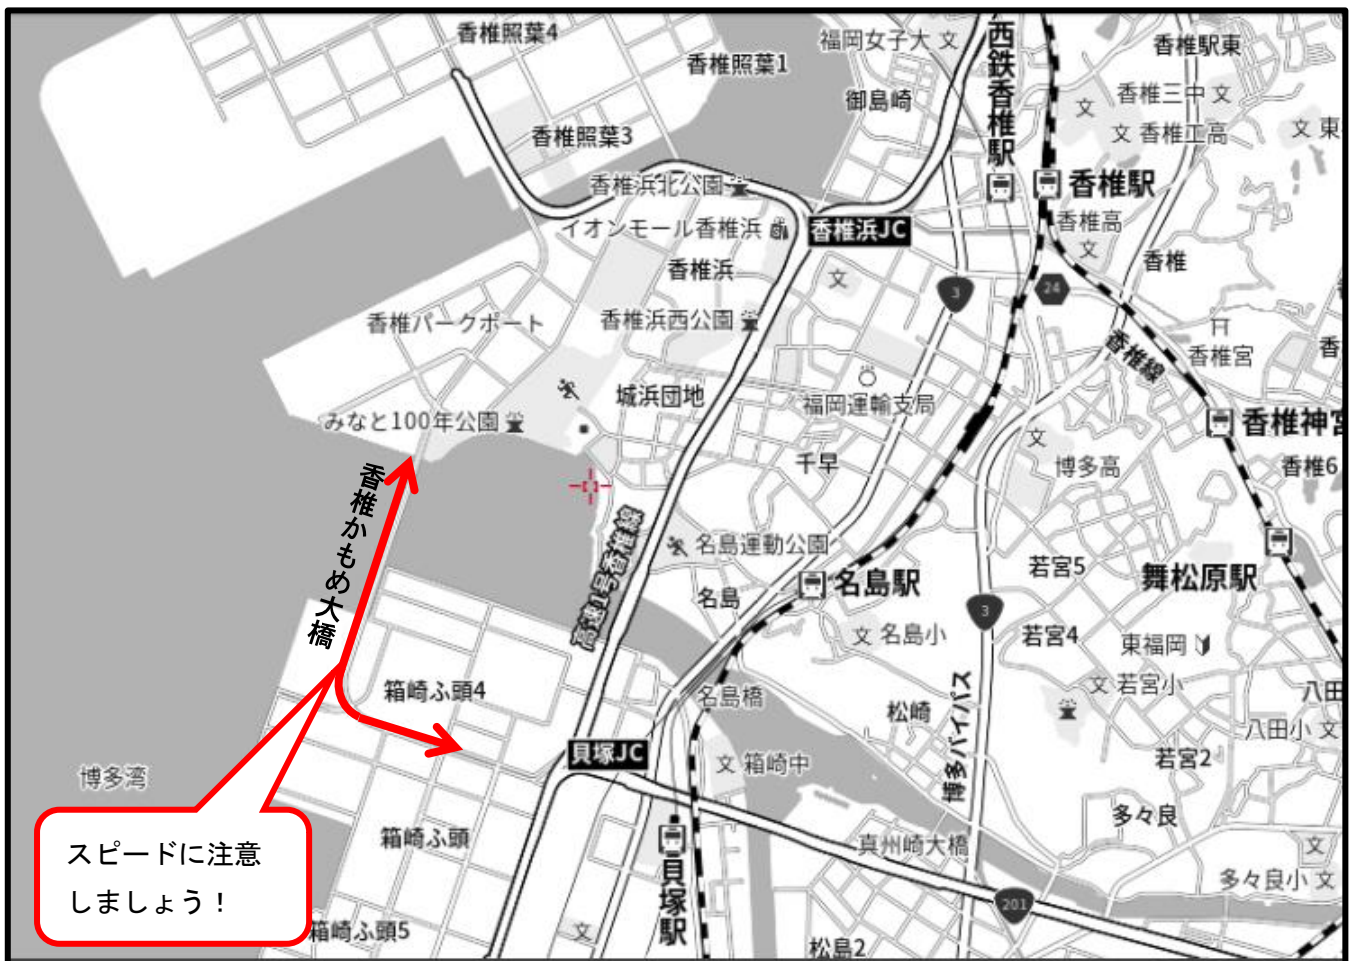 香椎照葉4
香椎照葉1
福岡女子大
西鉄香椎駅
香椎駅東
御島崎
香椎三中
香椎工高
香椎照葉3
香椎浜北公園
香椎駅
イオンモール香椎浜
香椎浜JC
香椎高
香椎浜
香椎
3
24
香椎パークポート
香椎浜西公園
香椎線
香椎宮
城浜団地
福岡運輸支局
みなと100年公園
香椎神宮
千早
博多高
香椎6
香椎かもめ大橋
高速1号香椎線
名島運動公園
若宮5
舞松原駅
名島
名島駅
3
名島小
若宮4
東福岡
箱崎ふ頭4
名島橋
若宮小
八田
松崎
博多バイパス
八田小
貝塚JC
箱崎中
若宮2
博多湾
多々良
箱崎ふ頭
真州崎大橋
スピードに注意
しましょう！
貝塚駅
多々良小
201
箱崎ふ頭5
松島2